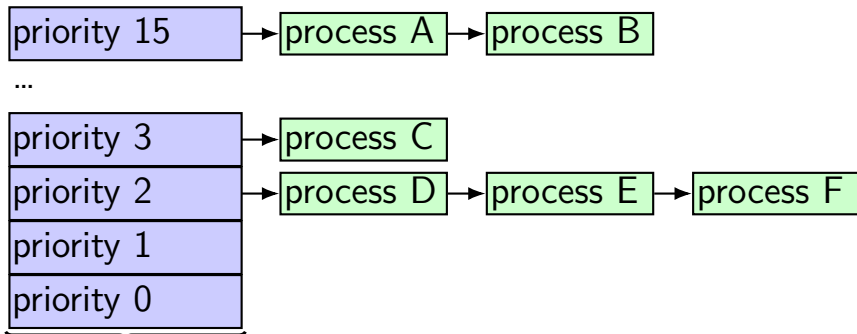 priority 15 process A process B
...
priority 3 process C
priority 2 process D process E process F
priority 1
priority 0